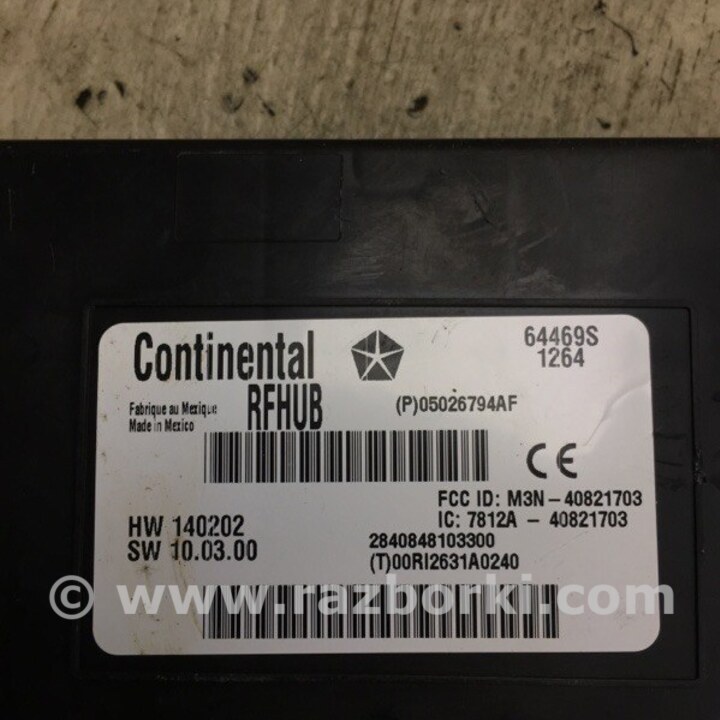 Continental
64469S
1264
Fabrique au Mexique
Made in Mexico
RFHUB
(P)05026794AF
CE
FCC ID: M3N-40821703
IC: 7812A - 40821703
HW 140202
SW 10.03.00
2840848103300
(T)00RI2631A0240
© www.razborki.com